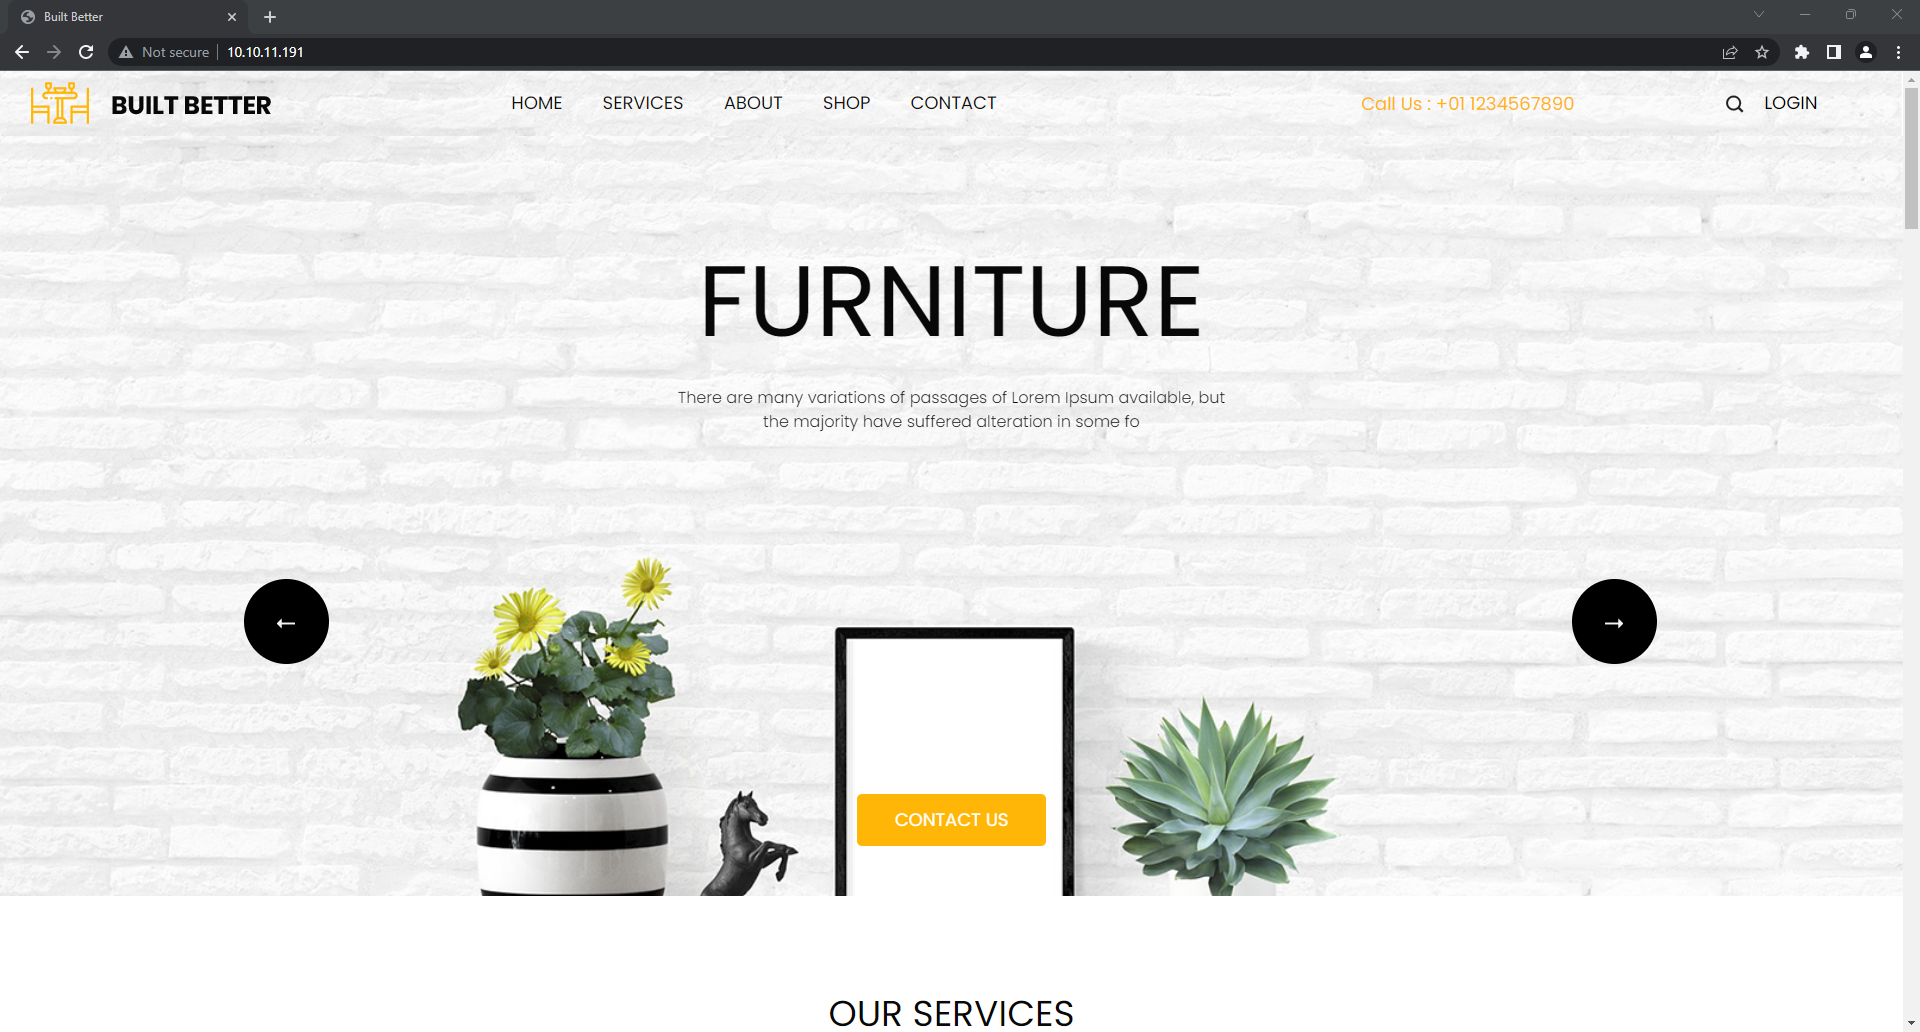 Built Better
Not secure
10.10.11.191
BUILT BETTER
HOME
SERVICES
ABOUT
SHOP
CONTACT
Call Us : +01 1234567890
LOGIN
FURNITURE
There are many variations of passages of Lorem Ipsum available, but
the majority have suffered alteration in some fo
CONTACT US
OUR SERVICES